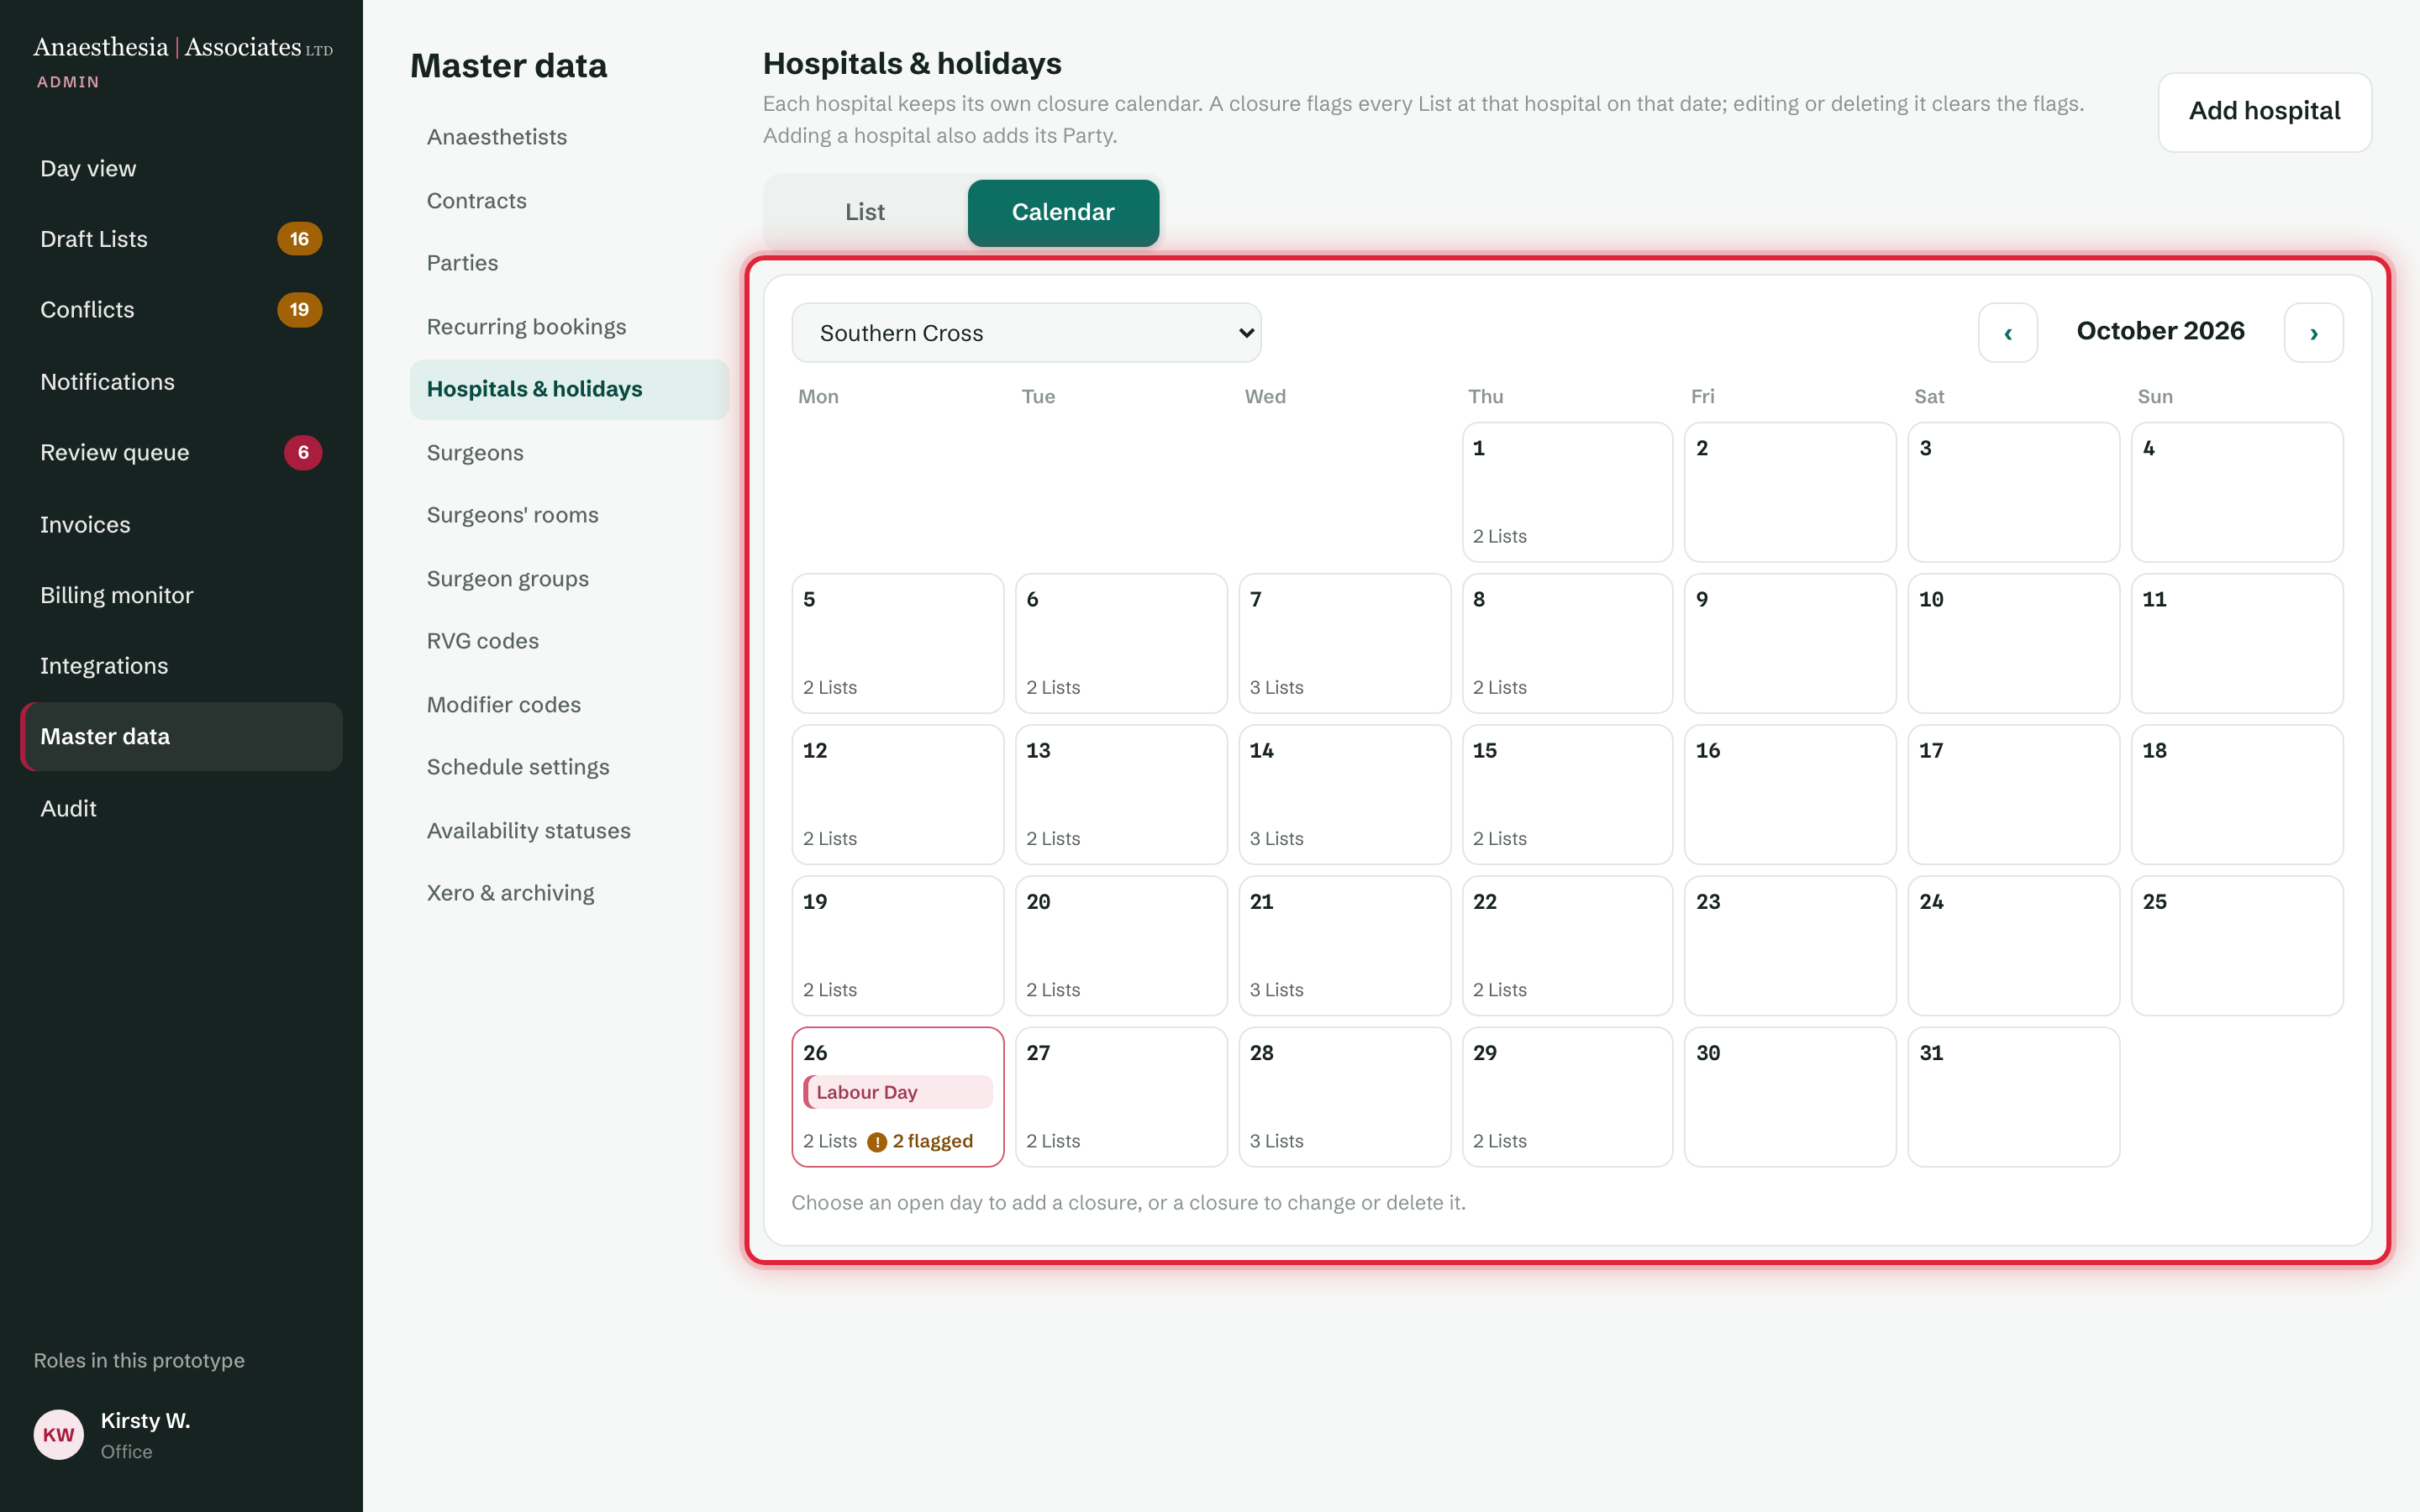 Anaesthesia | Associates LTD
ADMIN
Day view
Draft Lists 16
Conflicts 19
Notifications
Review queue 6
Invoices
Billing monitor
Integrations
Master data
Audit
Roles in this prototype
KW
Kirsty W.
Office
Master data
Anaesthetists
Contracts
Parties
Recurring bookings
Hospitals & holidays
Surgeons
Surgeons' rooms
Surgeon groups
RVG codes
Modifier codes
Schedule settings
Availability statuses
Xero & archiving
Hospitals & holidays
Each hospital keeps its own closure calendar. A closure flags every List at that hospital on that date; editing or deleting it clears the flags.
Adding a hospital also adds its Party.
Add hospital
List Calendar
Southern Cross
‹ October 2026 ›
Mon Tue Wed Thu Fri Sat Sun
1 2 3 4
2 Lists
5 6 7 8 9 10 11
2 Lists 2 Lists 3 Lists 2 Lists
12 13 14 15 16 17 18
2 Lists 2 Lists 3 Lists 2 Lists
19 20 21 22 23 24 25
2 Lists 2 Lists 3 Lists 2 Lists
26 27 28 29 30 31
Labour Day
2 Lists ! 2 flagged 2 Lists 3 Lists 2 Lists
Choose an open day to add a closure, or a closure to change or delete it.